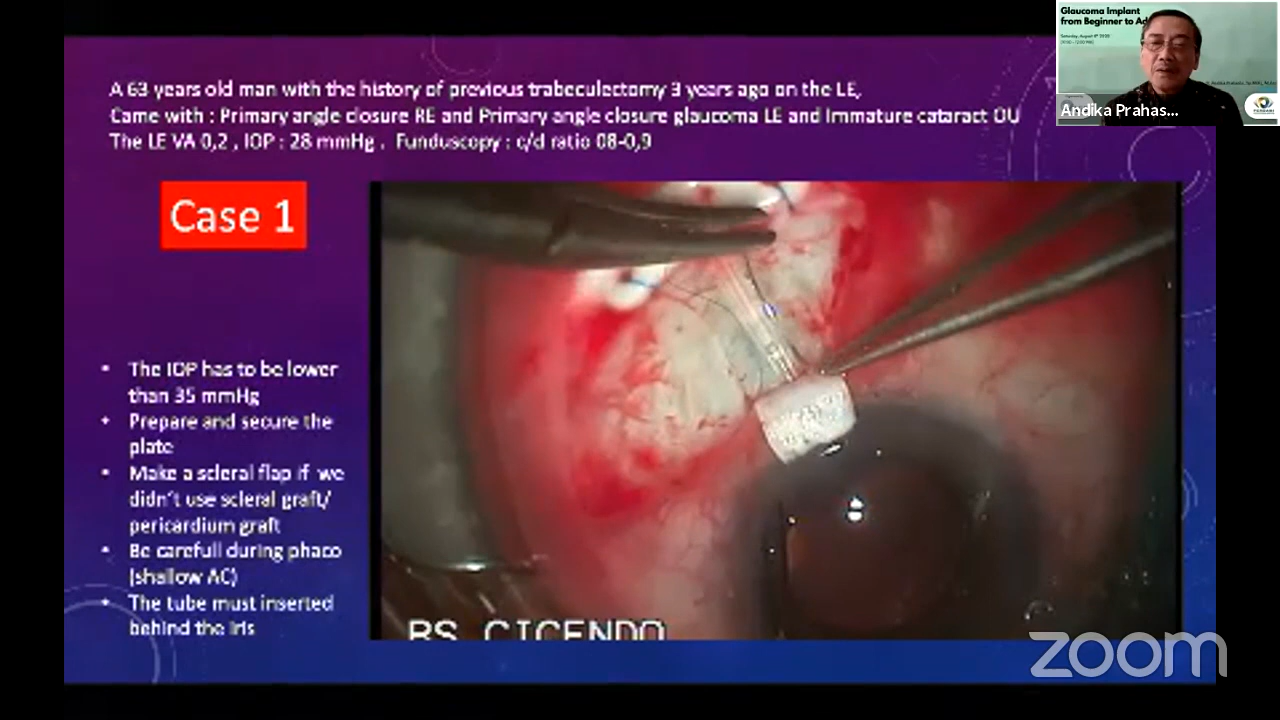 Glaucoma Implant
from Beginner to Ad
Andika Prahas...
A 63 years old man with the history of previous trabeculectomy 3 years ago on the LE,
Came with : Primary angle closure RE and Primary angle closure glaucoma LE and Immature cataract OU
The LE VA 0,2 , IOP : 28 mmHg . Funduscopy : c/d ratio 08-0,9
Case 1
• The IOP has to be lower
than 35 mmHg
• Prepare and secure the
plate
• Make a scleral flap if we
didn't use scleral graft/
pericardium graft
• Be carefull during phaco
(shallow AC)
• The tube must inserted
behind the iris
RS CICENDO
zoom